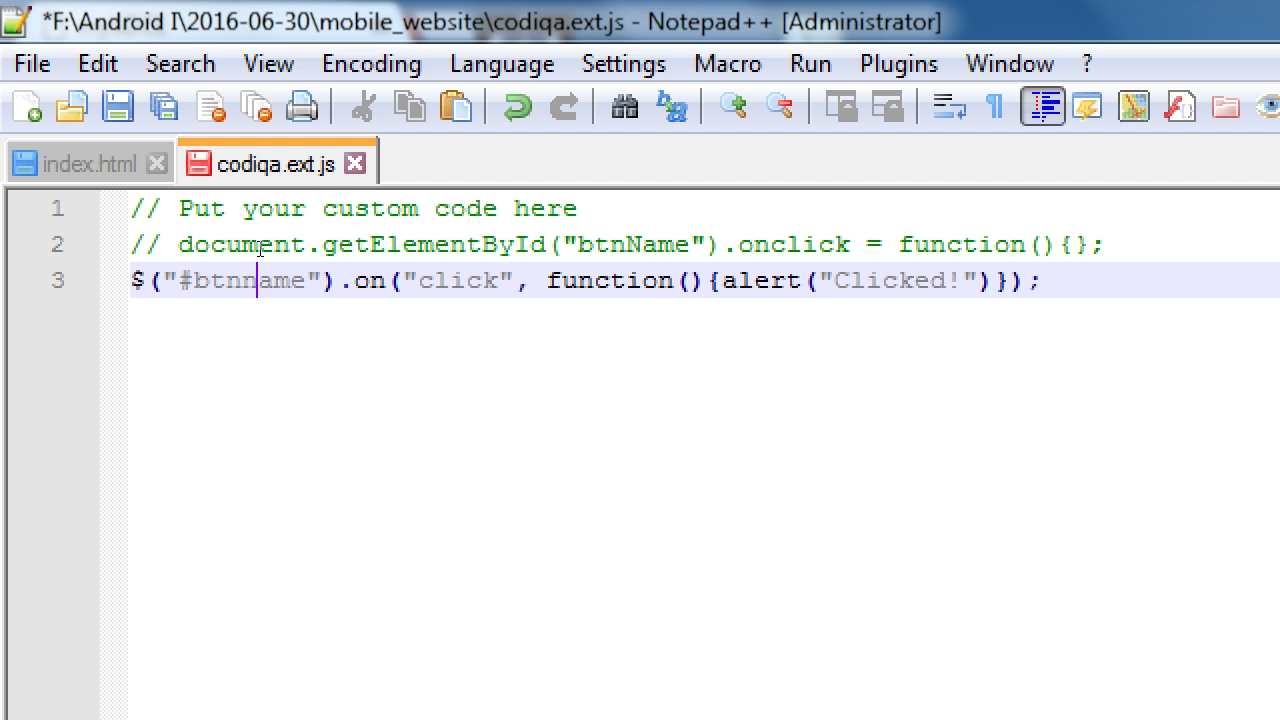 *F:\Android I\2016-06-30\mobile_website\codiqa.ext.js - Notepad++ [Administrator]
File Edit Search View Encoding Language Settings Macro Run Plugins Window ?
index.html codiqa.ext.js
1 // Put your custom code here
2 // document.getElementById("btnName").onclick = function(){};
3 $("#btnname").on("click", function(){alert("Clicked!")});